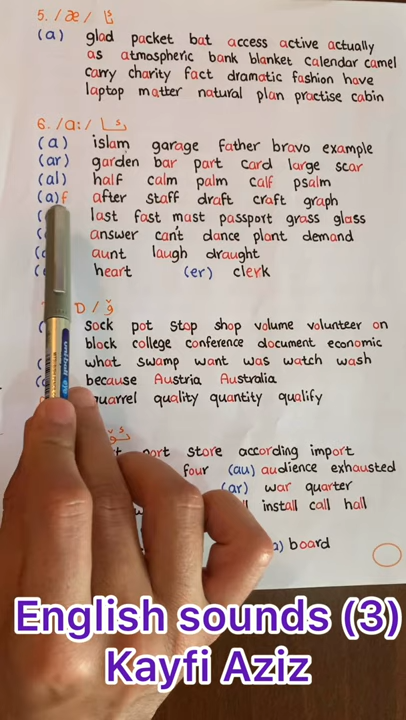 5. / æ /
(a) glad packet bat access active actually
as atmospheric bank blanket calendar camel
carry charity fact dramatic fashion have
laptop matter natural plan practise cabin
6. /a:/
(a) islam garage father bravo example
(ar) garden bar part card large scar
(al) half calm palm calf psalm
(a)f after staff draft craft graph
last fast mast passport grass glass
answer can't dance plant demand
aunt laugh draught
heart (er) clerk
D /
sock pot stop shop volume volunteer on
block college conference document economic
what swamp want was watch wash
because Austria Australia
quarrel quality quantity qualify
port store according import
four (au) audience exhausted
(ar) war quarter
install call hall
board
uni-ball eye
English sounds (3)
Kayfi Aziz